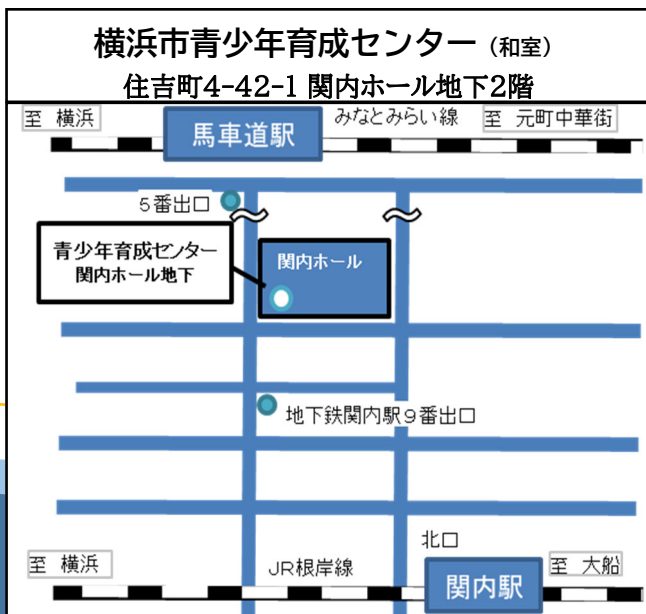 横浜市青少年育成センター (和室)
住吉町4-42-1 関内ホール地下2階
至 横浜
馬車道駅
みなとみらい線
至 元町中華街
5番出口
青少年育成センター
関内ホール地下
関内ホール
地下鉄関内駅9番出口
北口
至 横浜
JR根岸線
関内駅
至 大船